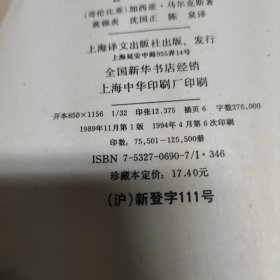 (哥伦比亚)加西亚·马尔克斯著
黄锦炎 沈国正 陈 泉译
上海译文出版社出版、发行
上海延安中路955弄14号
全国新华书店经销
上海中华印刷厂印刷
开本850×1156 1/32 印张12.375 插页6 字数276,000
1989年11月第1版 1994年4月第6次印刷
印数:75,501—125,500册
ISBN 7-5327-0690-7/I·346
珍藏本定价:17.40元
(沪)新登字111号